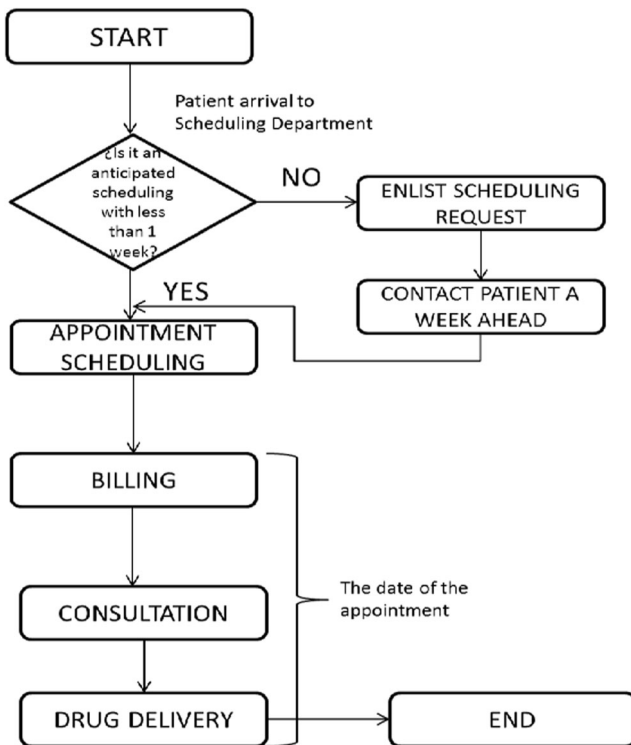 START
Patient arrival to
Scheduling Department
¿Is it an
anticipated
scheduling
with less
than 1
week?
NO
ENLIST SCHEDULING
REQUEST
CONTACT PATIENT A
WEEK AHEAD
YES
APPOINTMENT
SCHEDULING
BILLING
The date of the
appointment
CONSULTATION
DRUG DELIVERY
END